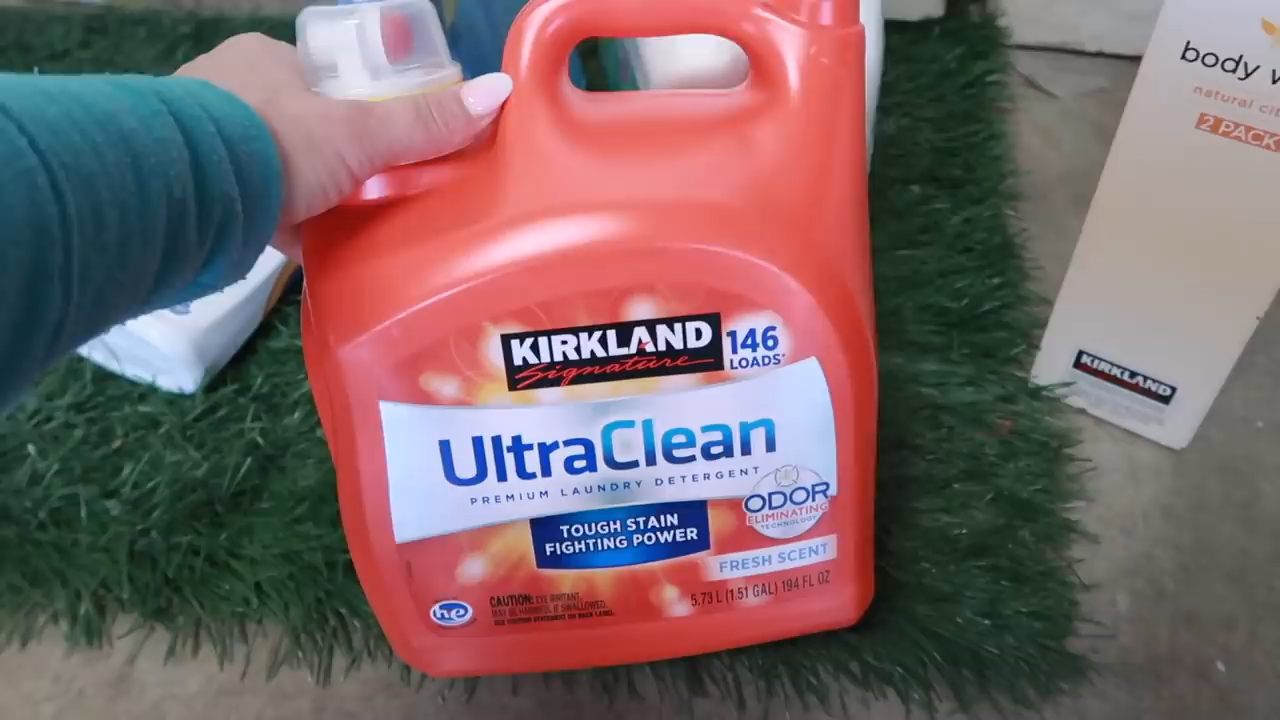 KIRKLAND
Signature
146
LOADS*
UltraClean
PREMIUM LAUNDRY DETERGENT
ODOR
ELIMINATING
TECHNOLOGY
TOUGH STAIN
FIGHTING POWER
FRESH SCENT
5.73 L (1.51 GAL) 194 FL OZ
he
CAUTION: EYE IRRITANT.
MAY BE HARMFUL IF SWALLOWED.
body
natural
2 PACK
KIRKLAND